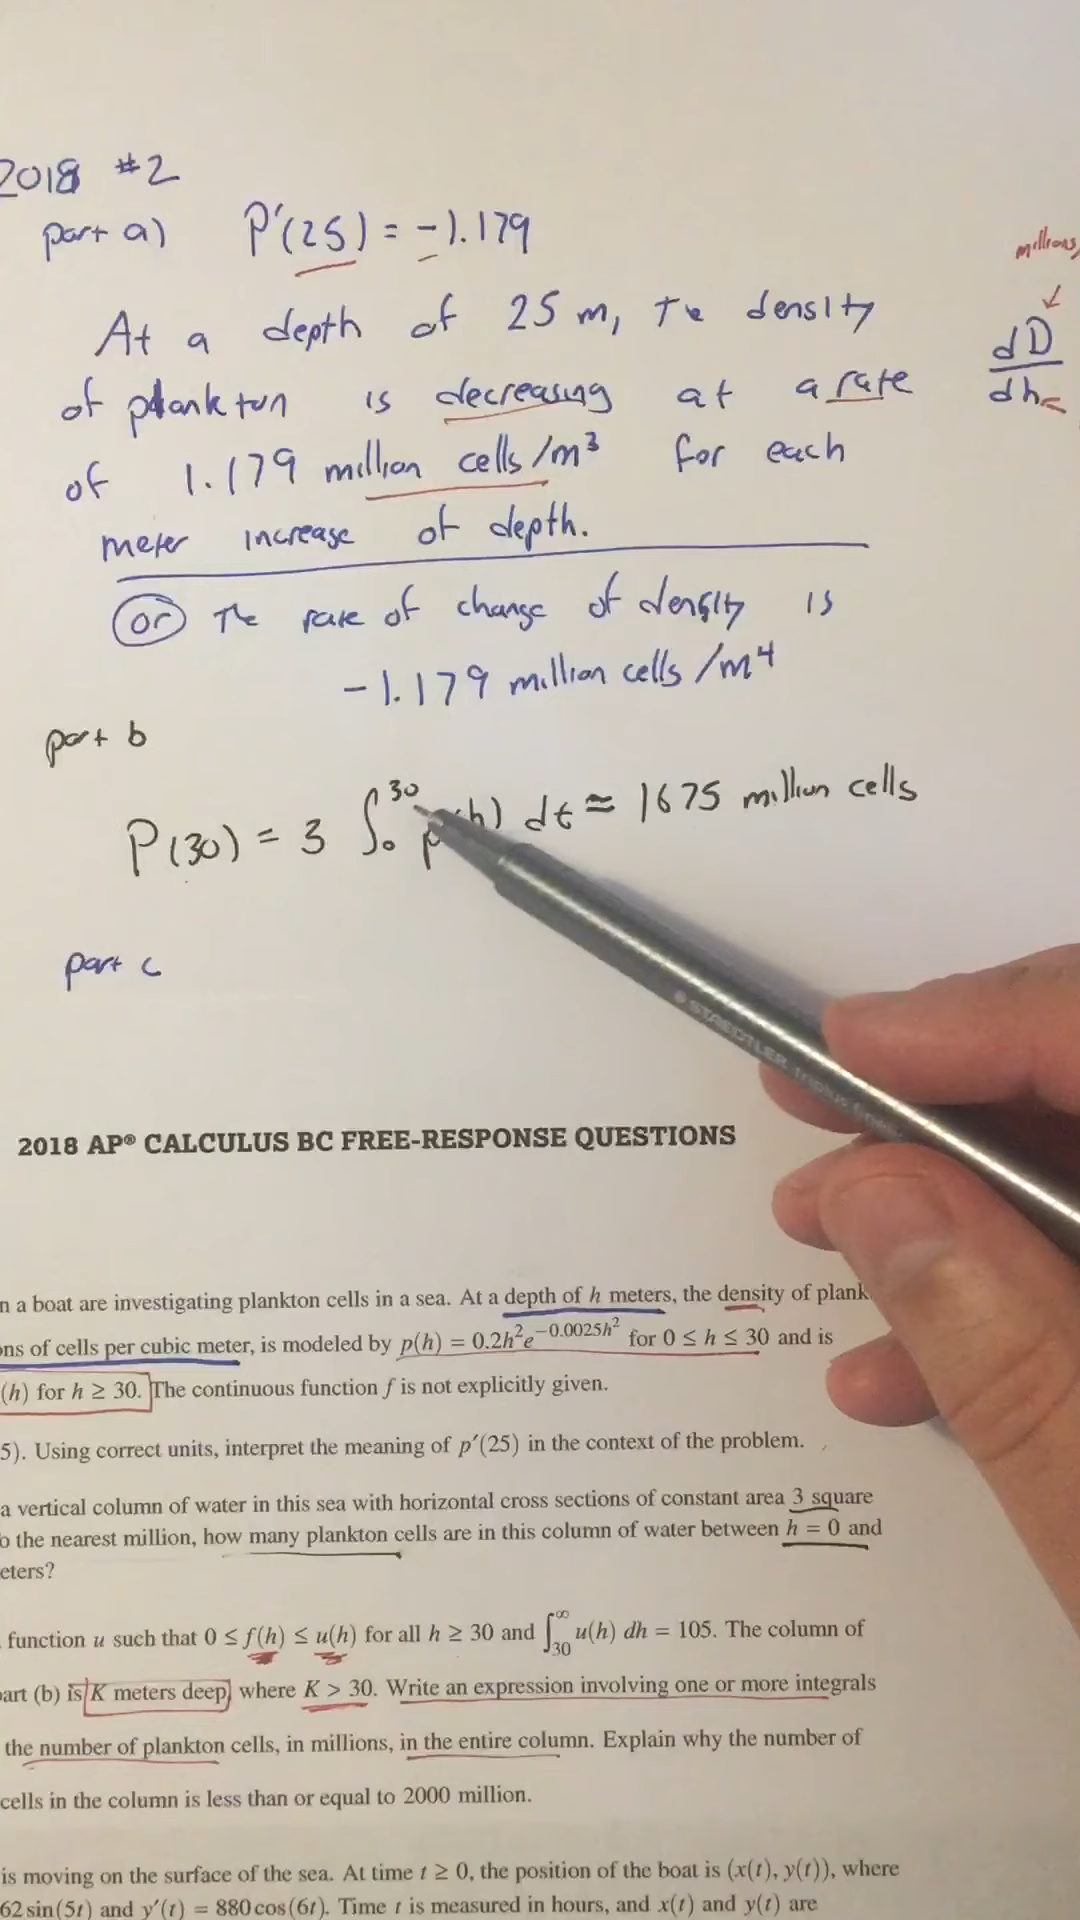 2018 #2
part a) P'(25) = -1.179
millions
At a depth of 25 m, the density
dD
dh
of plankton is decreasing at a rate
of 1.179 million cells/m³ for each
meter increase of depth.
or The rate of change of density is
-1.179 million cells/m⁴
part b
P(30) = 3 ∫₀³⁰ p(h) dt ≈ 1675 million cells
part c
STAEDTLER triplus
2018 AP® CALCULUS BC FREE-RESPONSE QUESTIONS
n a boat are investigating plankton cells in a sea. At a depth of h meters, the density of plank
ons of cells per cubic meter, is modeled by p(h) = 0.2h²e^−0.0025h² for 0 ≤ h ≤ 30 and is
(h) for h ≥ 30. The continuous function f is not explicitly given.
5). Using correct units, interpret the meaning of p′(25) in the context of the problem.
a vertical column of water in this sea with horizontal cross sections of constant area 3 square
o the nearest million, how many plankton cells are in this column of water between h = 0 and
eters?
function u such that 0 ≤ f(h) ≤ u(h) for all h ≥ 30 and ∫₃₀^∞ u(h) dh = 105. The column of
art (b) is K meters deep, where K > 30. Write an expression involving one or more integrals
the number of plankton cells, in millions, in the entire column. Explain why the number of
cells in the column is less than or equal to 2000 million.
is moving on the surface of the sea. At time t ≥ 0, the position of the boat is (x(t), y(t)), where
62 sin(5t) and y′(t) = 880 cos(6t). Time t is measured in hours, and x(t) and y(t) are